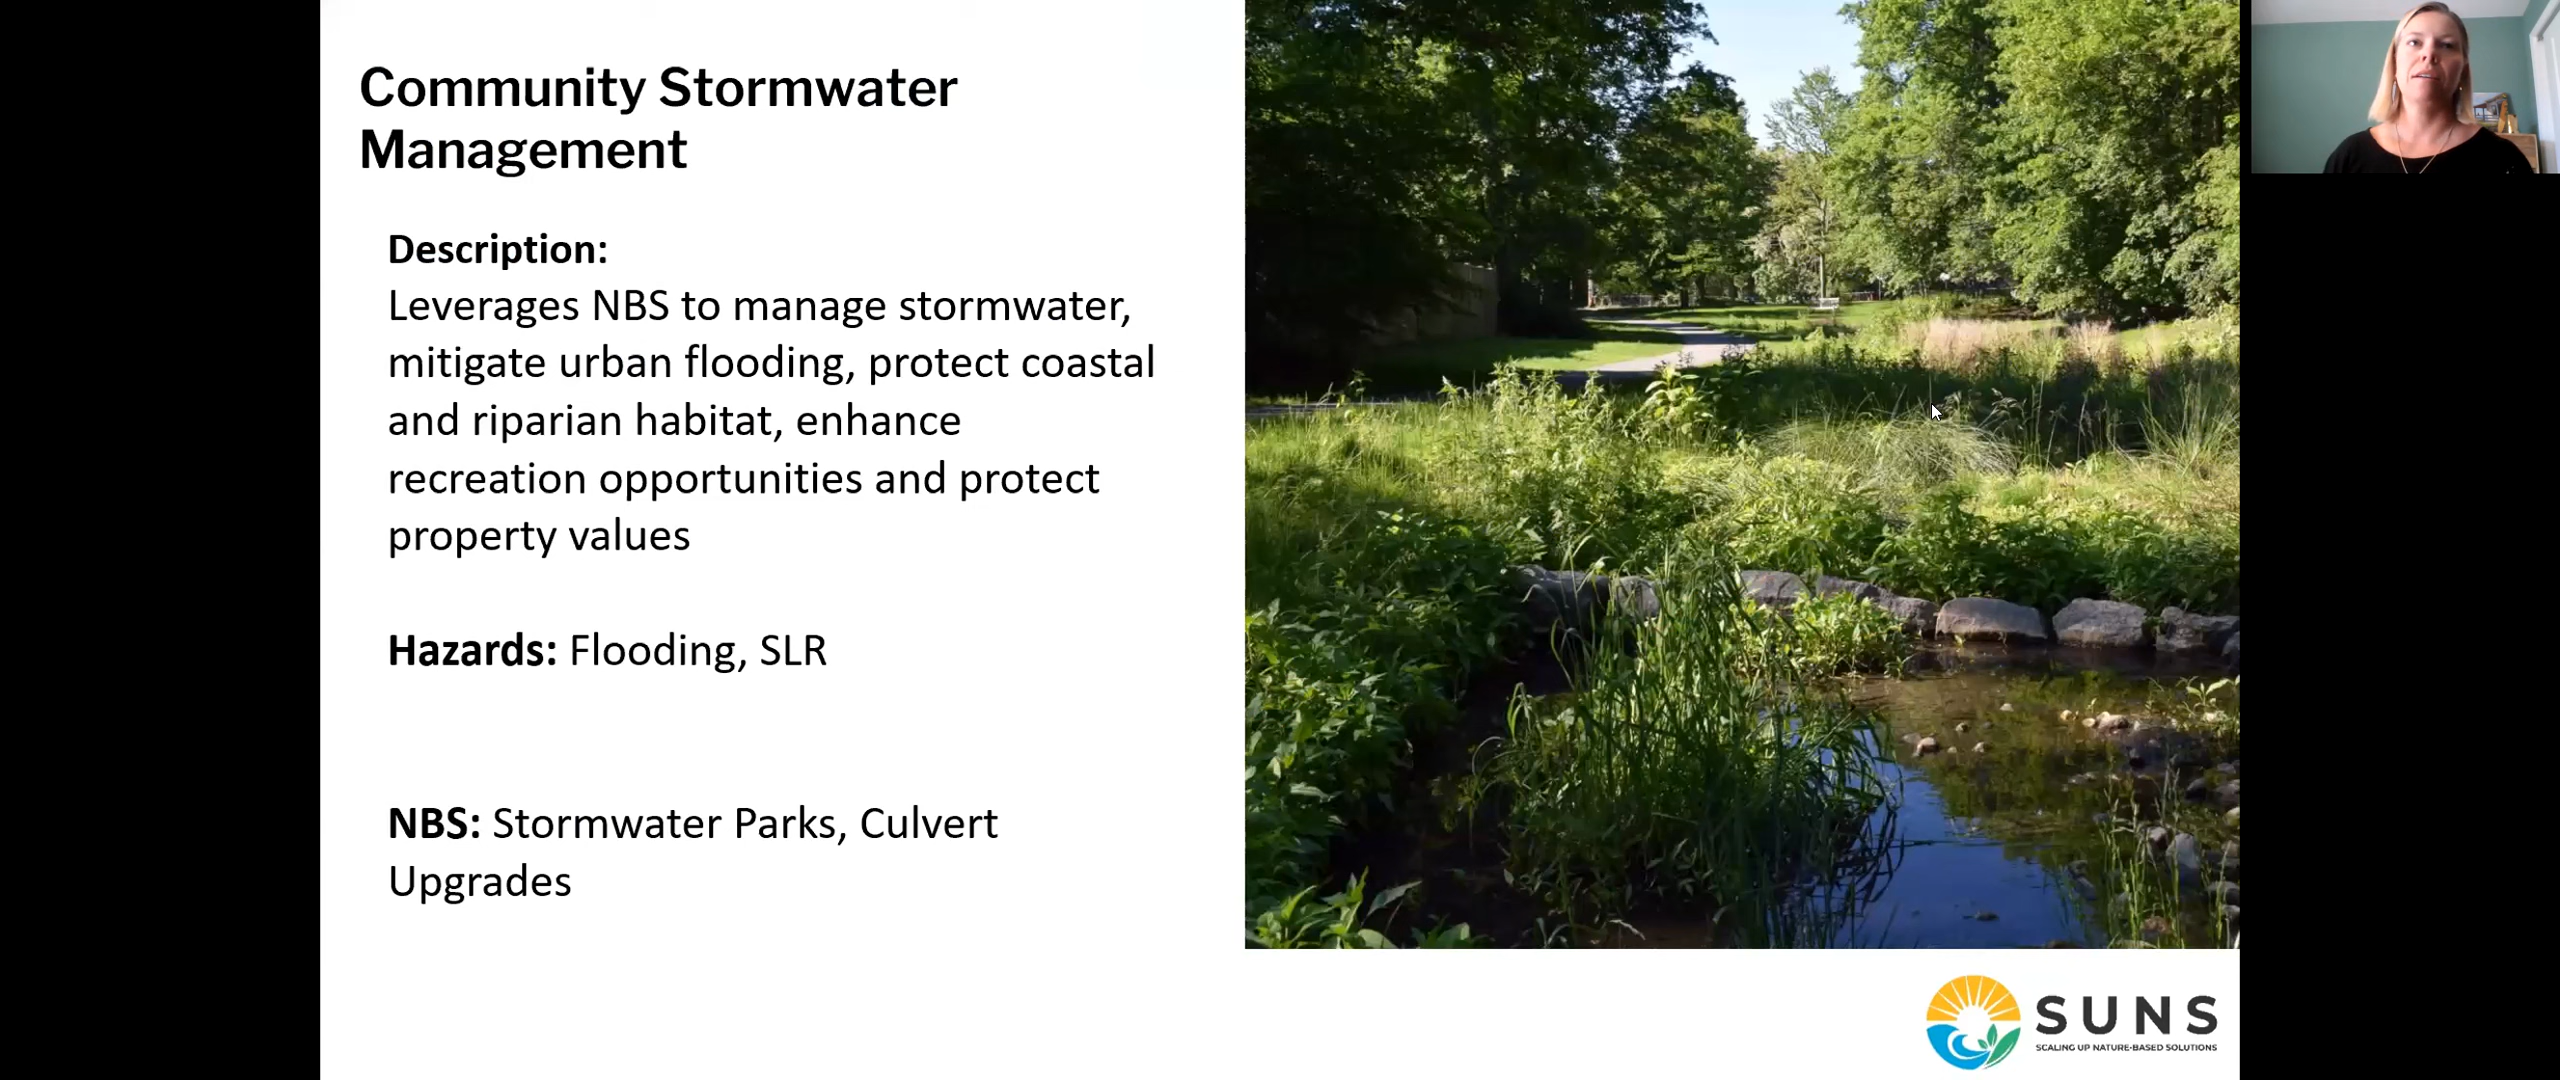 Community Stormwater
Management
Description:
Leverages NBS to manage stormwater,
mitigate urban flooding, protect coastal
and riparian habitat, enhance
recreation opportunities and protect
property values
Hazards: Flooding, SLR
NBS: Stormwater Parks, Culvert
Upgrades
SUNS
SCALING UP NATURE-BASED SOLUTIONS